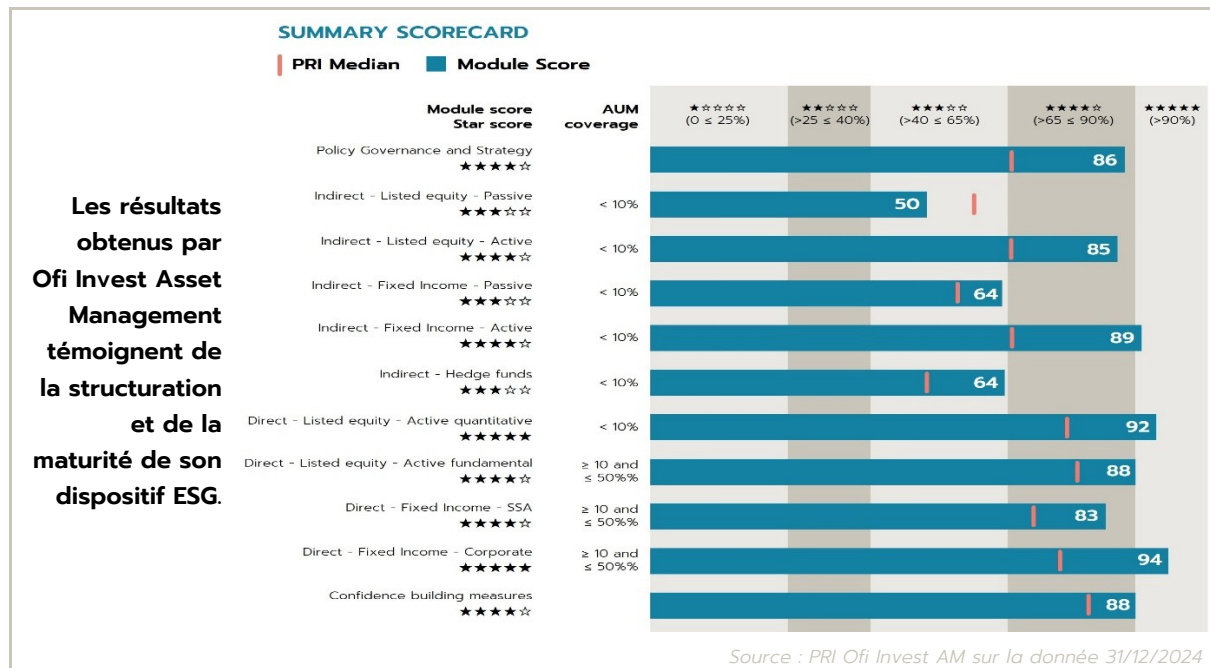 SUMMARY SCORECARD
PRI Median Module Score
Module score
Star score
AUM
coverage
★☆☆☆☆
(0 ≤ 25%)
★★☆☆☆
(>25 ≤ 40%)
★★★☆☆
(>40 ≤ 65%)
★★★★☆
(>65 ≤ 90%)
★★★★★
(>90%)
Les résultats
obtenus par
Ofi Invest Asset
Management
témoignent de
la structuration
et de la
maturité de son
dispositif ESG.
Policy Governance and Strategy
★★★★☆
86
Indirect - Listed equity - Passive
★★★☆☆
< 10%
50
Indirect - Listed equity - Active
★★★★☆
< 10%
85
Indirect - Fixed Income - Passive
★★★☆☆
< 10%
64
Indirect - Fixed Income - Active
★★★★☆
< 10%
89
Indirect - Hedge funds
★★★☆☆
< 10%
64
Direct - Listed equity - Active quantitative
★★★★★
< 10%
92
Direct - Listed equity - Active fundamental
★★★★☆
≥ 10 and
≤ 50%%
88
Direct - Fixed Income - SSA
★★★★☆
≥ 10 and
≤ 50%%
83
Direct - Fixed Income - Corporate
★★★★★
≥ 10 and
≤ 50%%
94
Confidence building measures
★★★★☆
88
Source : PRI Ofi Invest AM sur la donnée 31/12/2024